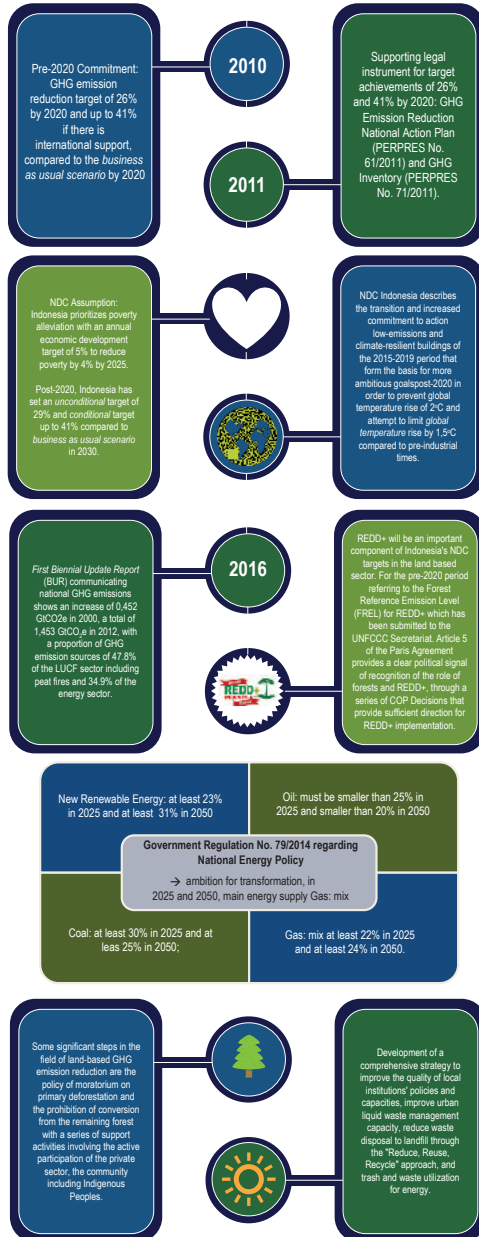 Pre-2020 Commitment:
GHG emission
reduction target of 26%
by 2020 and up to 41%
if there is
international support,
compared to the business
as usual scenario by 2020
2010
2011
Supporting legal
instrument for target
achievements of 26%
and 41% by 2020: GHG
Emission Reduction
National Action Plan
(PERPRES No.
61/2011) and GHG
Inventory (PERPRES
No. 71/2011).
NDC Assumption:
Indonesia prioritizes poverty
alleviation with an annual
economic development
target of 5% to reduce
poverty by 4% by 2025.
Post-2020, Indonesia has
set an unconditional target of
29% and conditional target
up to 41% compared to
business as usual scenario
in 2030.
NDC Indonesia describes
the transition and increased
commitment to action
low-emissions and
climate-resilient buildings of
the 2015-2019 period that
form the basis for more
ambitious goalspost-2020 in
order to prevent global
temperature rise of 2ºC and
attempt to limit global
temperature rise by 1,5ºC
compared to pre-industrial
times.
First Biennial Update Report
(BUR) communicating
national GHG emissions
shows an increase of 0,452
GtCO2e in 2000, a total of
1,453 GtCO₂e in 2012, with
a proportion of GHG
emission sources of 47.8%
of the LUCF sector including
peat fires and 34.9% of the
energy sector.
2016
REDD+
REDD+ will be an important
component of Indonesia's NDC
targets in the land based
sector. For the pre-2020 period
referring to the Forest
Reference Emission Level
(FREL) for REDD+ which has
been submitted to the
UNFCCC Secretariat. Article 5
of the Paris Agreement
provides a clear political signal
of recognition of the role of
forests and REDD+, through a
series of COP Decisions that
provide sufficient direction for
REDD+ implementation.
New Renewable Energy: at least 23%
in 2025 and at least 31% in 2050
Oil: must be smaller than 25% in
2025 and smaller than 20% in 2050
Government Regulation No. 79/2014 regarding
National Energy Policy
→ ambition for transformation, in
2025 and 2050, main energy supply Gas: mix
Coal: at least 30% in 2025 and at
leas 25% in 2050;
Gas: mix at least 22% in 2025
and at least 24% in 2050.
Some significant steps in the
field of land-based GHG
emission reduction are the
policy of moratorium on
primary deforestation and
the prohibition of conversion
from the remaining forest
with a series of support
activities involving the active
participation of the private
sector, the community
including Indigenous
Peoples.
Development of a
comprehensive strategy to
improve the quality of local
institutions' policies and
capacities, improve urban
liquid waste management
capacity, reduce waste
disposal to landfill through
the "Reduce, Reuse,
Recycle" approach, and
trash and waste utilization
for energy.